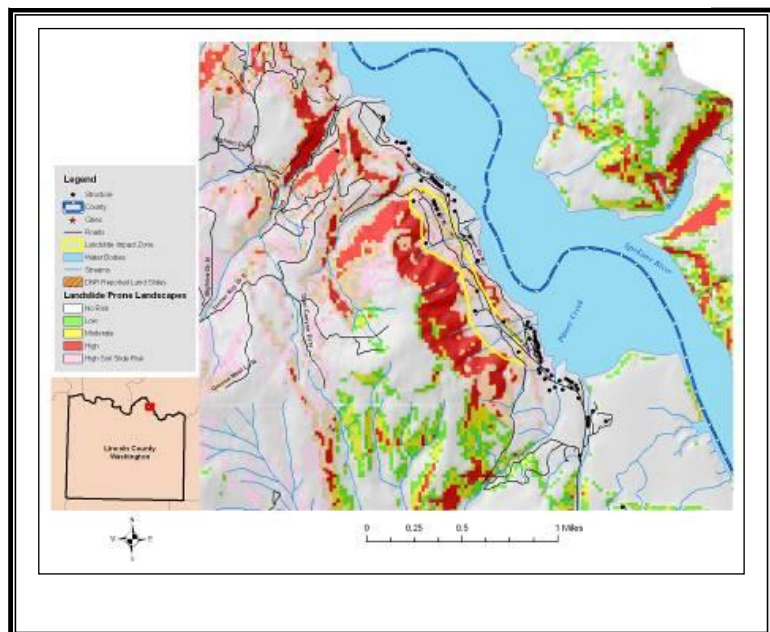 Legend
Structure
County
Cities
Roads
Landslide Impact Zone
Water Bodies
Streams
DNR Reported Land Slides
Landslide Prone Landscapes
No Risk
Low
Moderate
High
High Soil Slide Risk
Spokane River
Lincoln County
Washington
N
W
E
S
0 0.25 0.5 1 Miles